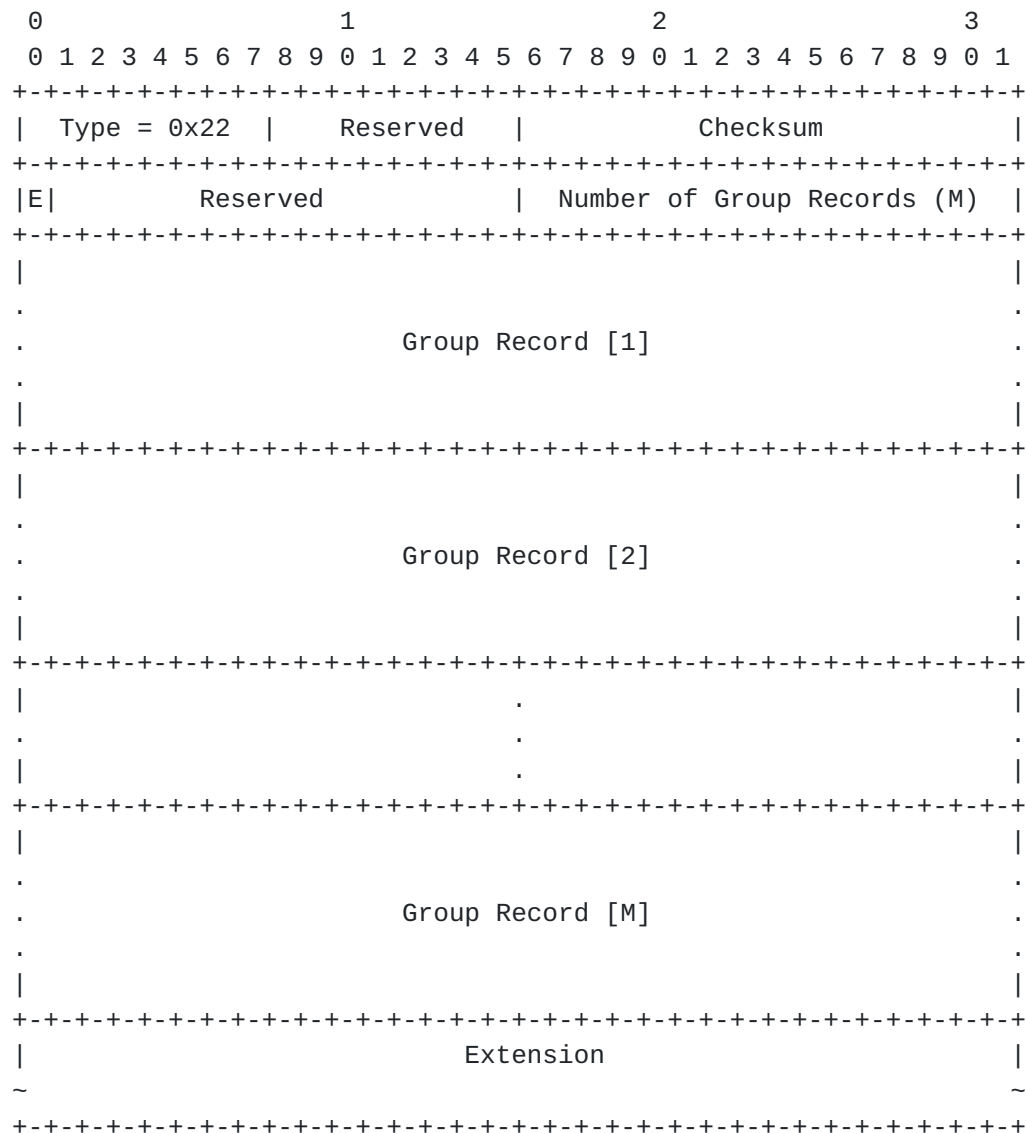 0                   1                   2                   3
 0 1 2 3 4 5 6 7 8 9 0 1 2 3 4 5 6 7 8 9 0 1 2 3 4 5 6 7 8 9 0 1
+-+-+-+-+-+-+-+-+-+-+-+-+-+-+-+-+-+-+-+-+-+-+-+-+-+-+-+-+-+-+-+-+
|  Type = 0x22  |    Reserved   |           Checksum            |
+-+-+-+-+-+-+-+-+-+-+-+-+-+-+-+-+-+-+-+-+-+-+-+-+-+-+-+-+-+-+-+-+
|E|         Reserved            |  Number of Group Records (M)  |
+-+-+-+-+-+-+-+-+-+-+-+-+-+-+-+-+-+-+-+-+-+-+-+-+-+-+-+-+-+-+-+-+
|                                                               |
.                                                               .
.                        Group Record [1]                       .
.                                                               .
|                                                               |
+-+-+-+-+-+-+-+-+-+-+-+-+-+-+-+-+-+-+-+-+-+-+-+-+-+-+-+-+-+-+-+-+
|                                                               |
.                                                               .
.                        Group Record [2]                       .
.                                                               .
|                                                               |
+-+-+-+-+-+-+-+-+-+-+-+-+-+-+-+-+-+-+-+-+-+-+-+-+-+-+-+-+-+-+-+-+
|                               .                               |
.                               .                               .
|                               .                               |
+-+-+-+-+-+-+-+-+-+-+-+-+-+-+-+-+-+-+-+-+-+-+-+-+-+-+-+-+-+-+-+-+
|                                                               |
.                                                               .
.                        Group Record [M]                       .
.                                                               .
|                                                               |
+-+-+-+-+-+-+-+-+-+-+-+-+-+-+-+-+-+-+-+-+-+-+-+-+-+-+-+-+-+-+-+-+
|                            Extension                          |
~                                                               ~
+-+-+-+-+-+-+-+-+-+-+-+-+-+-+-+-+-+-+-+-+-+-+-+-+-+-+-+-+-+-+-+-+